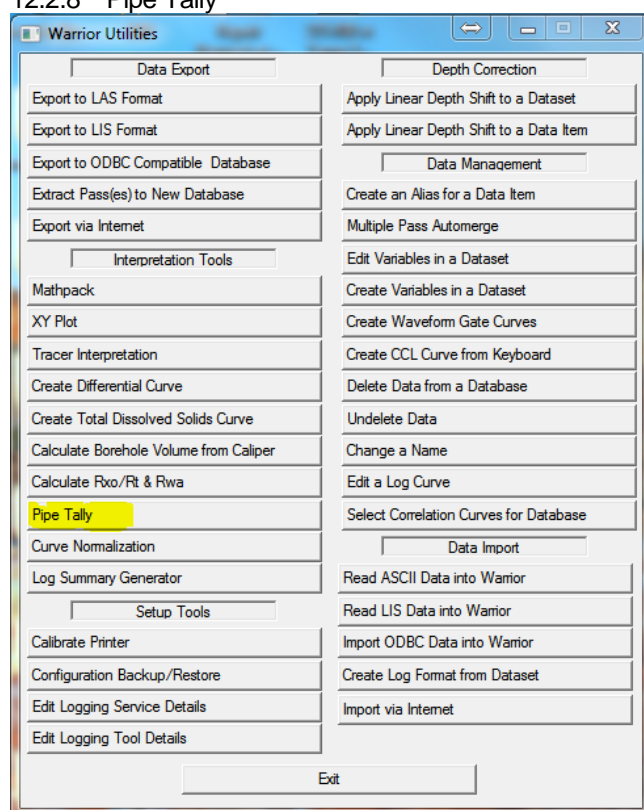 12.2.8 Pipe Tally
Warrior Utilities
Data Export
Export to LAS Format
Export to LIS Format
Export to ODBC Compatible Database
Extract Pass(es) to New Database
Export via Internet
Interpretation Tools
Mathpack
XY Plot
Tracer Interpretation
Create Differential Curve
Create Total Dissolved Solids Curve
Calculate Borehole Volume from Caliper
Calculate Rxo/Rt & Rwa
Pipe Tally
Curve Normalization
Log Summary Generator
Setup Tools
Calibrate Printer
Configuration Backup/Restore
Edit Logging Service Details
Edit Logging Tool Details
Depth Correction
Apply Linear Depth Shift to a Dataset
Apply Linear Depth Shift to a Data Item
Data Management
Create an Alias for a Data Item
Multiple Pass Automerge
Edit Variables in a Dataset
Create Variables in a Dataset
Create Waveform Gate Curves
Create CCL Curve from Keyboard
Delete Data from a Database
Undelete Data
Change a Name
Edit a Log Curve
Select Correlation Curves for Database
Data Import
Read ASCII Data into Warrior
Read LIS Data into Warrior
Import ODBC Data into Warrior
Create Log Format from Dataset
Import via Internet
Exit